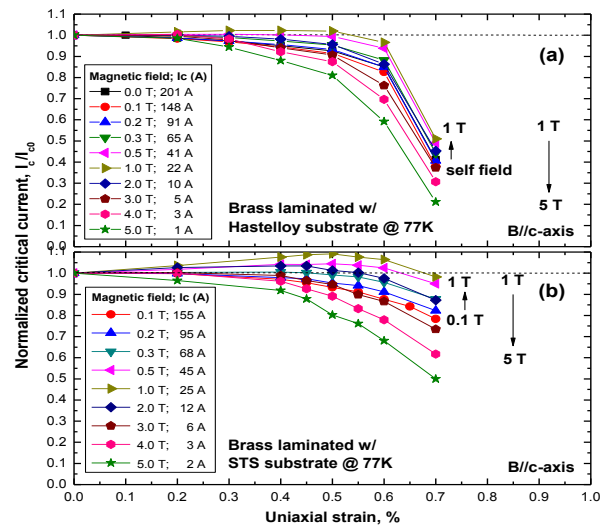 Normalized critical current, Ic/Ic0
1.1
1.0
0.9
0.8
0.7
0.6
0.5
0.4
0.3
0.2
0.1
0.0
(a)
Magnetic field; Ic (A)
0.0 T; 201 A
0.1 T; 148 A
0.2 T; 91 A
0.3 T; 65 A
0.5 T; 41 A
1.0 T; 22 A
2.0 T; 10 A
3.0 T; 5 A
4.0 T; 3 A
5.0 T; 1 A
1 T
self field
1 T
5 T
Brass laminated w/
Hastelloy substrate @ 77K
B//c-axis
1.1
1.0
0.9
0.8
0.7
0.6
0.5
0.4
0.3
0.2
0.1
0.0
(b)
Magnetic field; Ic (A)
0.1 T; 155 A
0.2 T; 95 A
0.3 T; 68 A
0.5 T; 45 A
1.0 T; 25 A
2.0 T; 12 A
3.0 T; 6 A
4.0 T; 3 A
5.0 T; 2 A
1 T
0.1 T
1 T
5 T
Brass laminated w/
STS substrate @ 77K
B//c-axis
0.0 0.1 0.2 0.3 0.4 0.5 0.6 0.7 0.8 0.9 1.0
Uniaxial strain, %